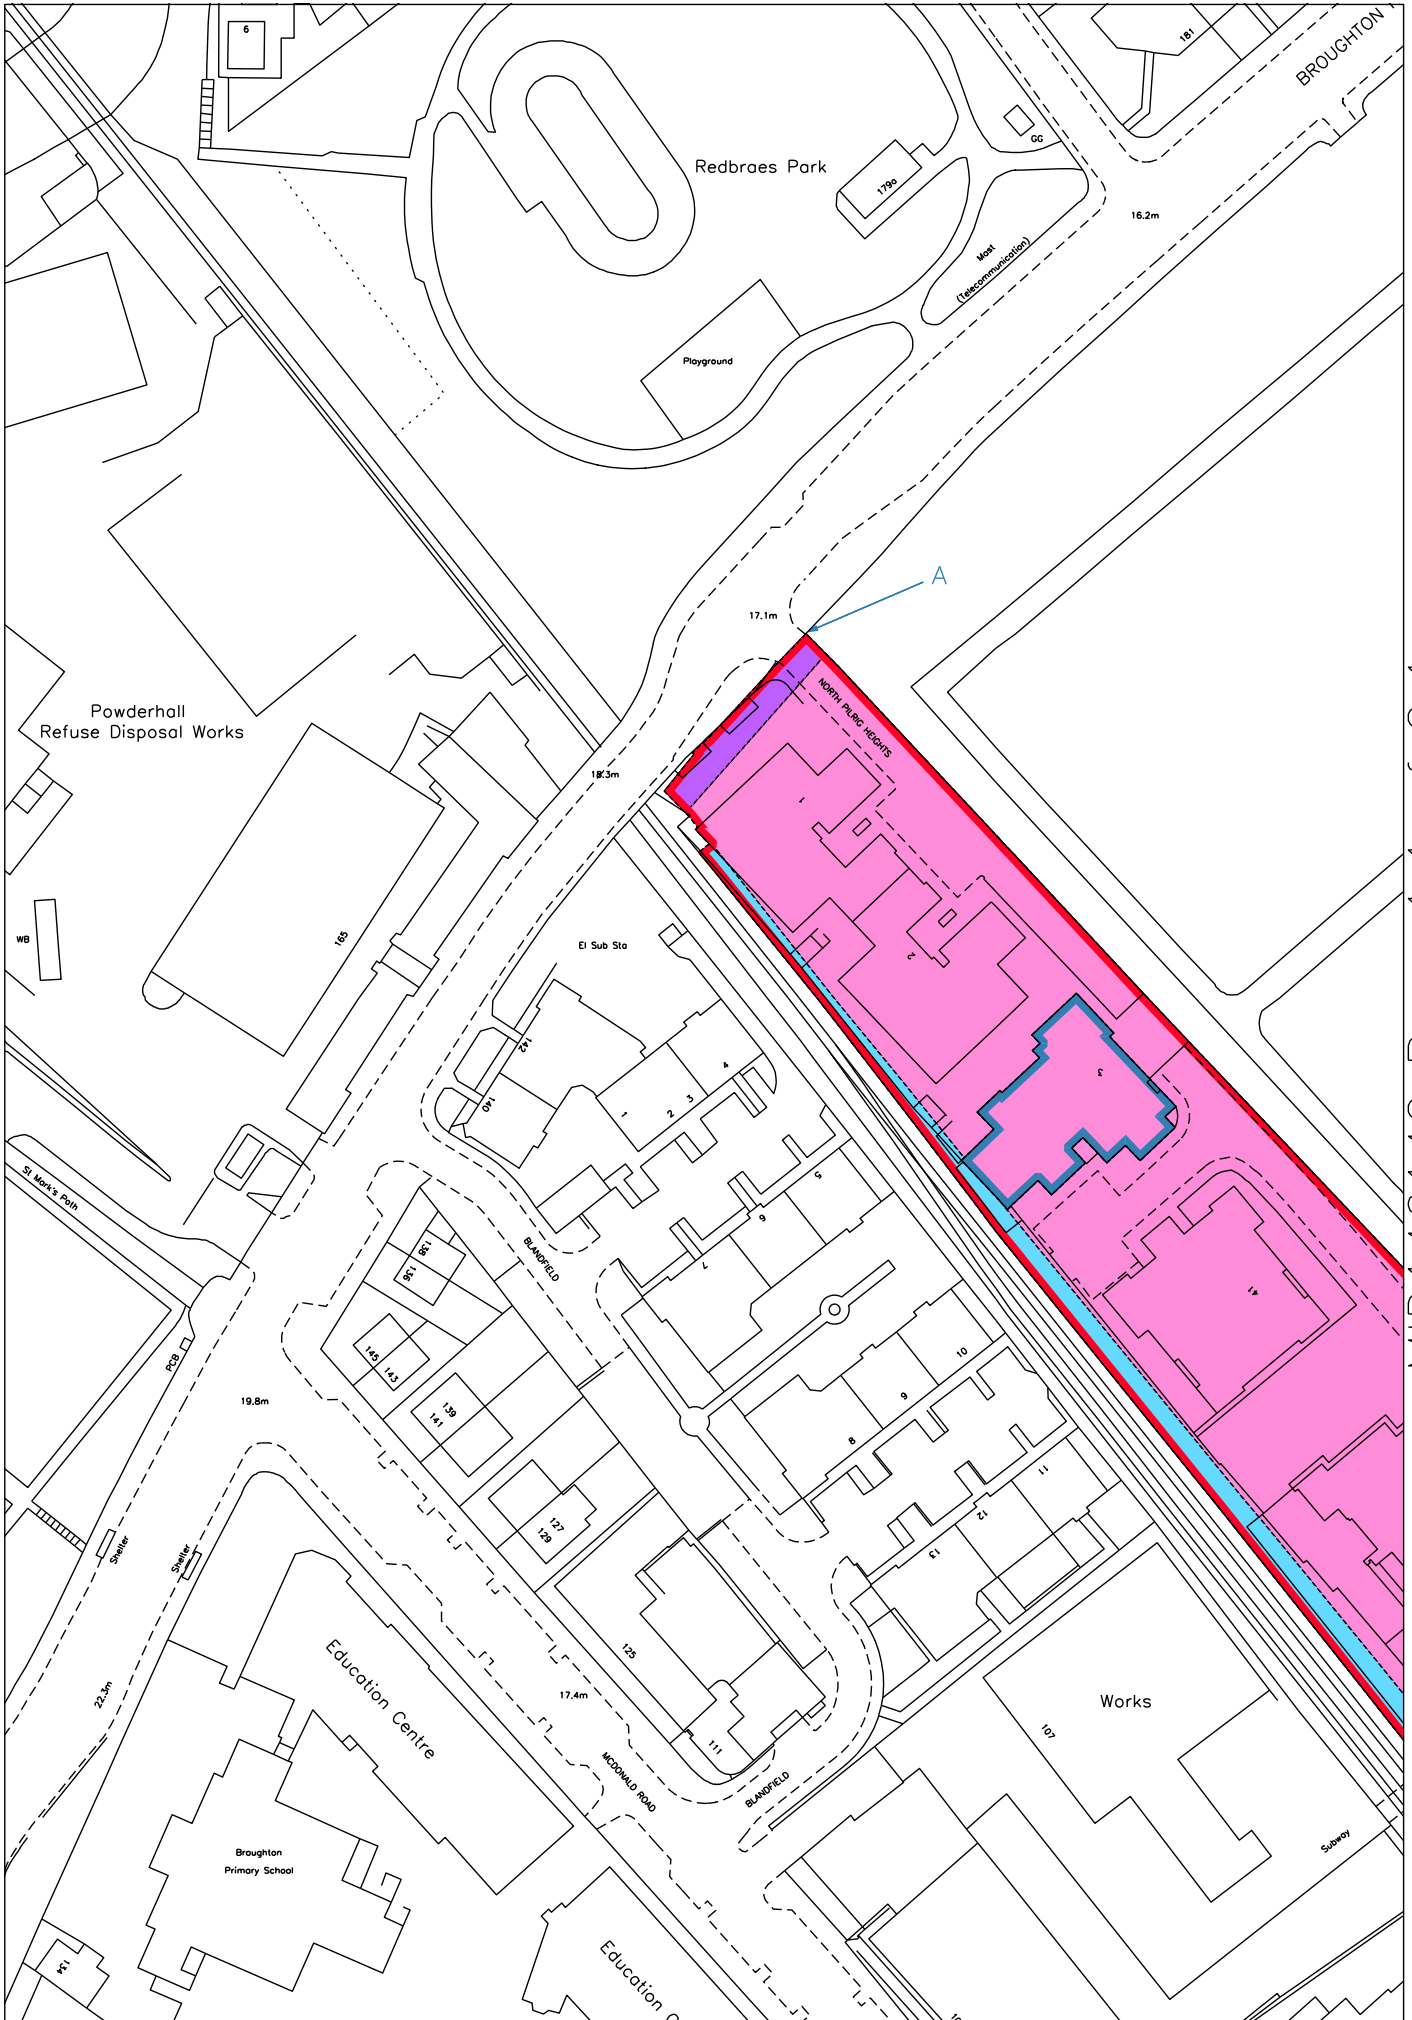 6
181
BROUGHTON
GG
Redbraes Park
179a
16.2m
Mast
(Telecommunication)
Playground
A
17.1m
NORTH PILRIG HEIGHTS
Powderhall
Refuse Disposal Works
18.3m
1
165
WB
El Sub Sta
2
142
140
4
3
2
1
3
St Mark's Path
5
6
7
BLANDFIELD
138
136
41
145
143
PCB
19.8m
139
141
10
9
8
11
12
13
127
129
Shelter
Shelter
125
Education Centre
22.3m
17.4m
Works
107
111
MCDONALD ROAD
BLANDFIELD
Subway
Broughton
Primary School
134
Education